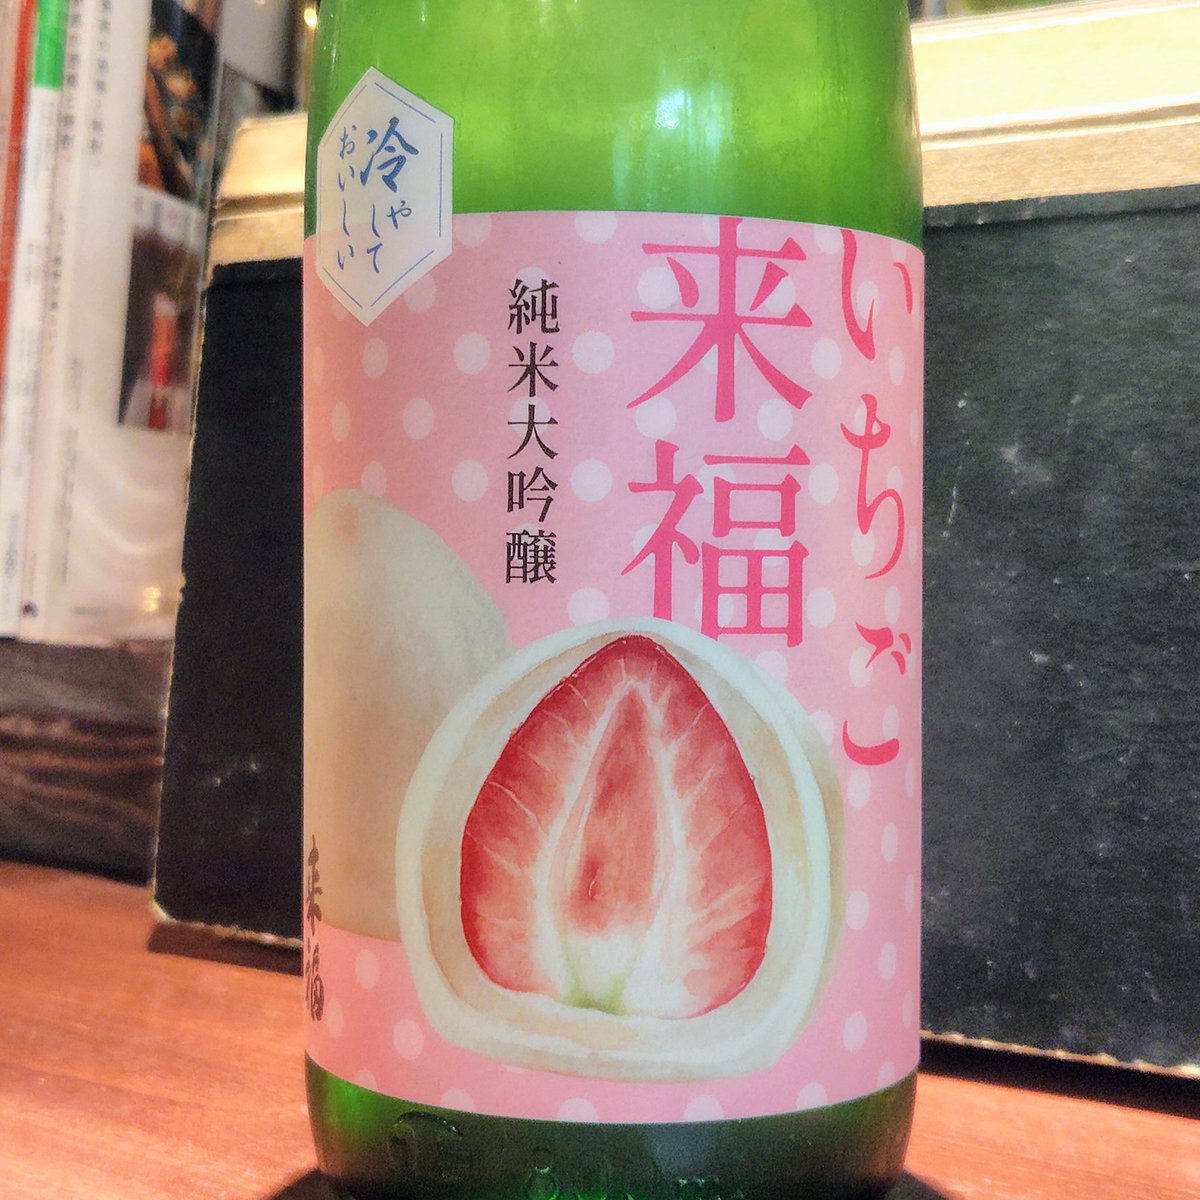 いちご
来福
純米大吟醸
冷やして
おいしい
来福